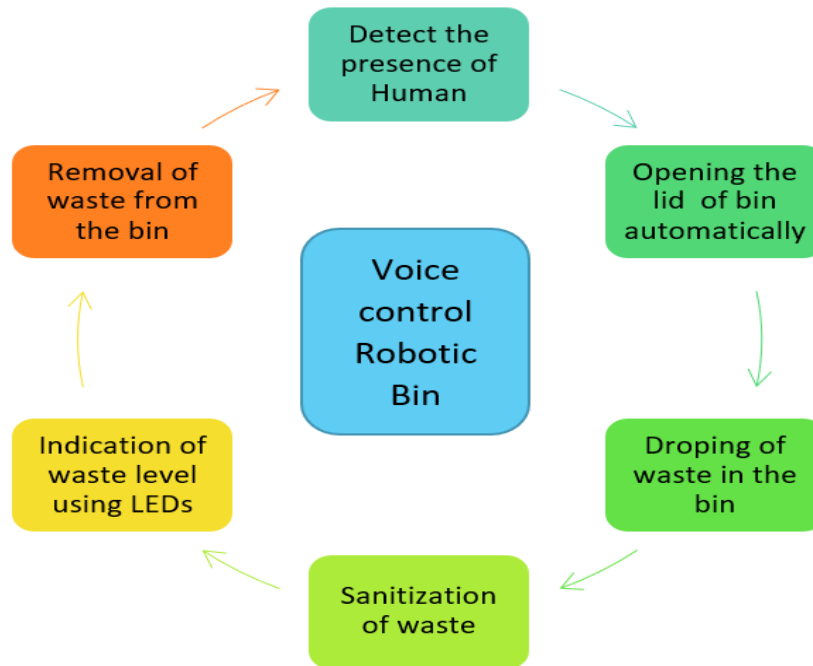 Detect the
presence of
Human
Opening the
lid of bin
automatically
Droping of
waste in the
bin
Sanitization
of waste
Indication of
waste level
using LEDs
Removal of
waste from
the bin
Voice
control
Robotic
Bin